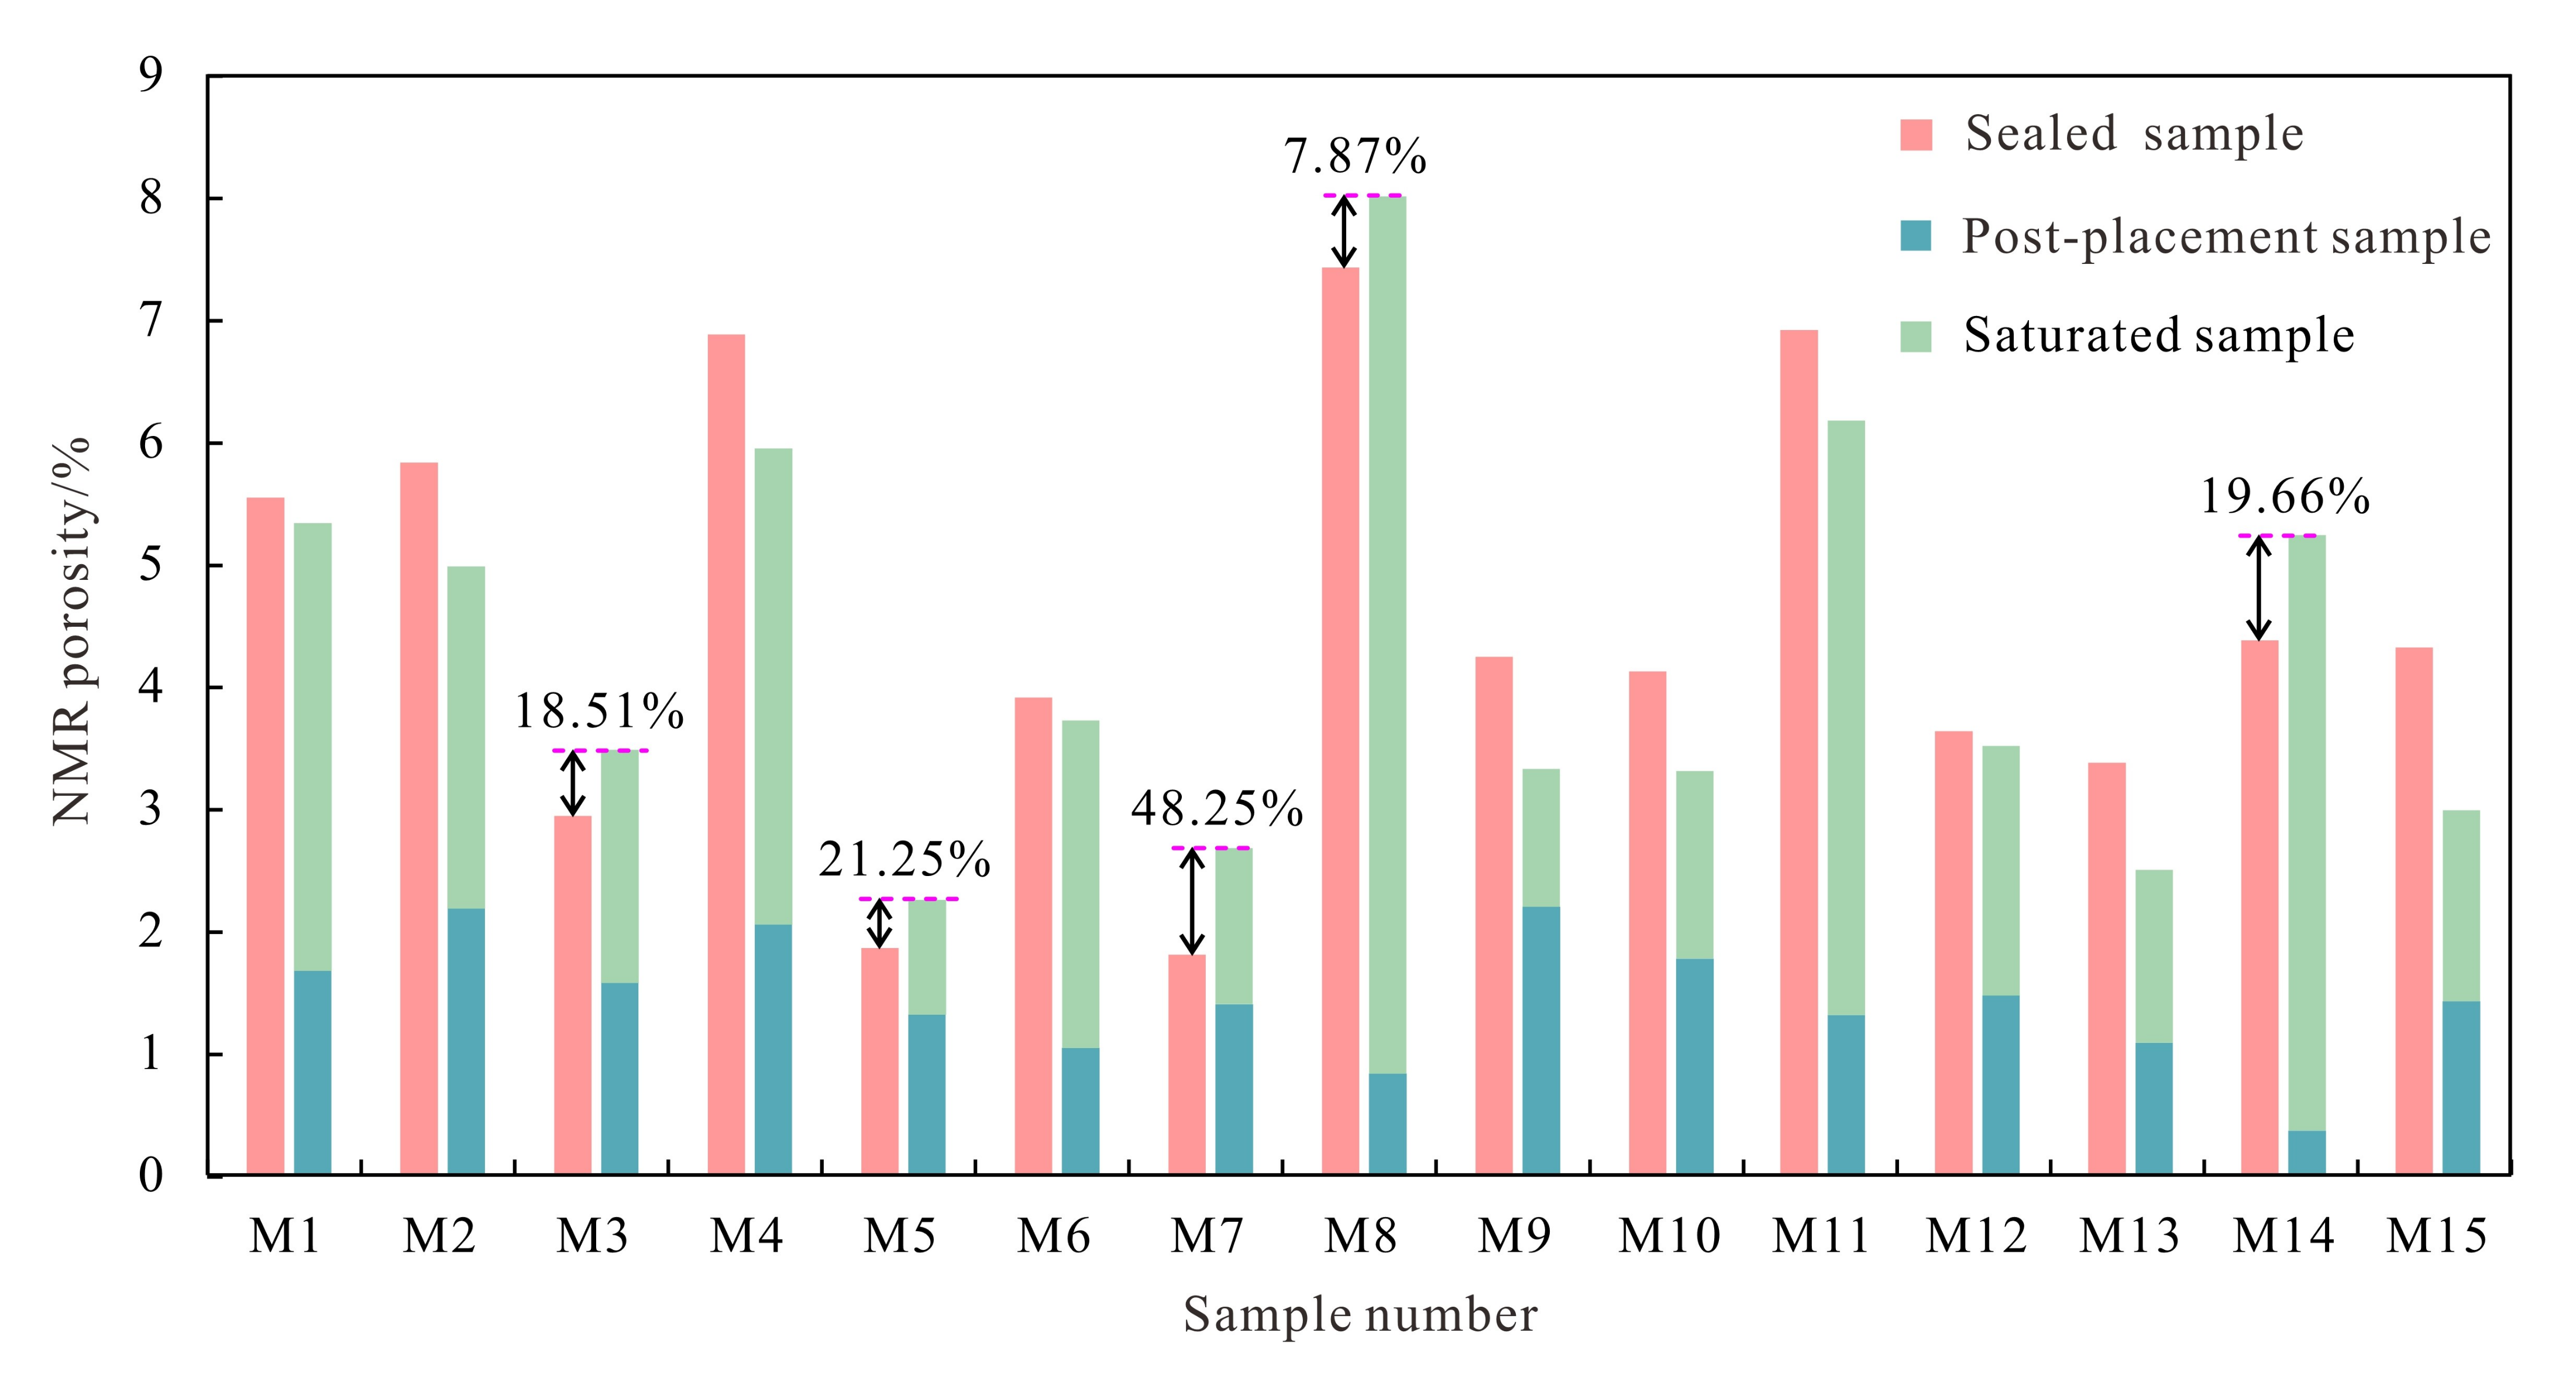 9
8
7
6
5
4
3
2
1
0
NMR porosity/%
7.87%
Sealed sample
Post-placement sample
Saturated sample
19.66%
18.51%
48.25%
21.25%
M1 M2 M3 M4 M5 M6 M7 M8 M9 M10 M11 M12 M13 M14 M15
Sample number